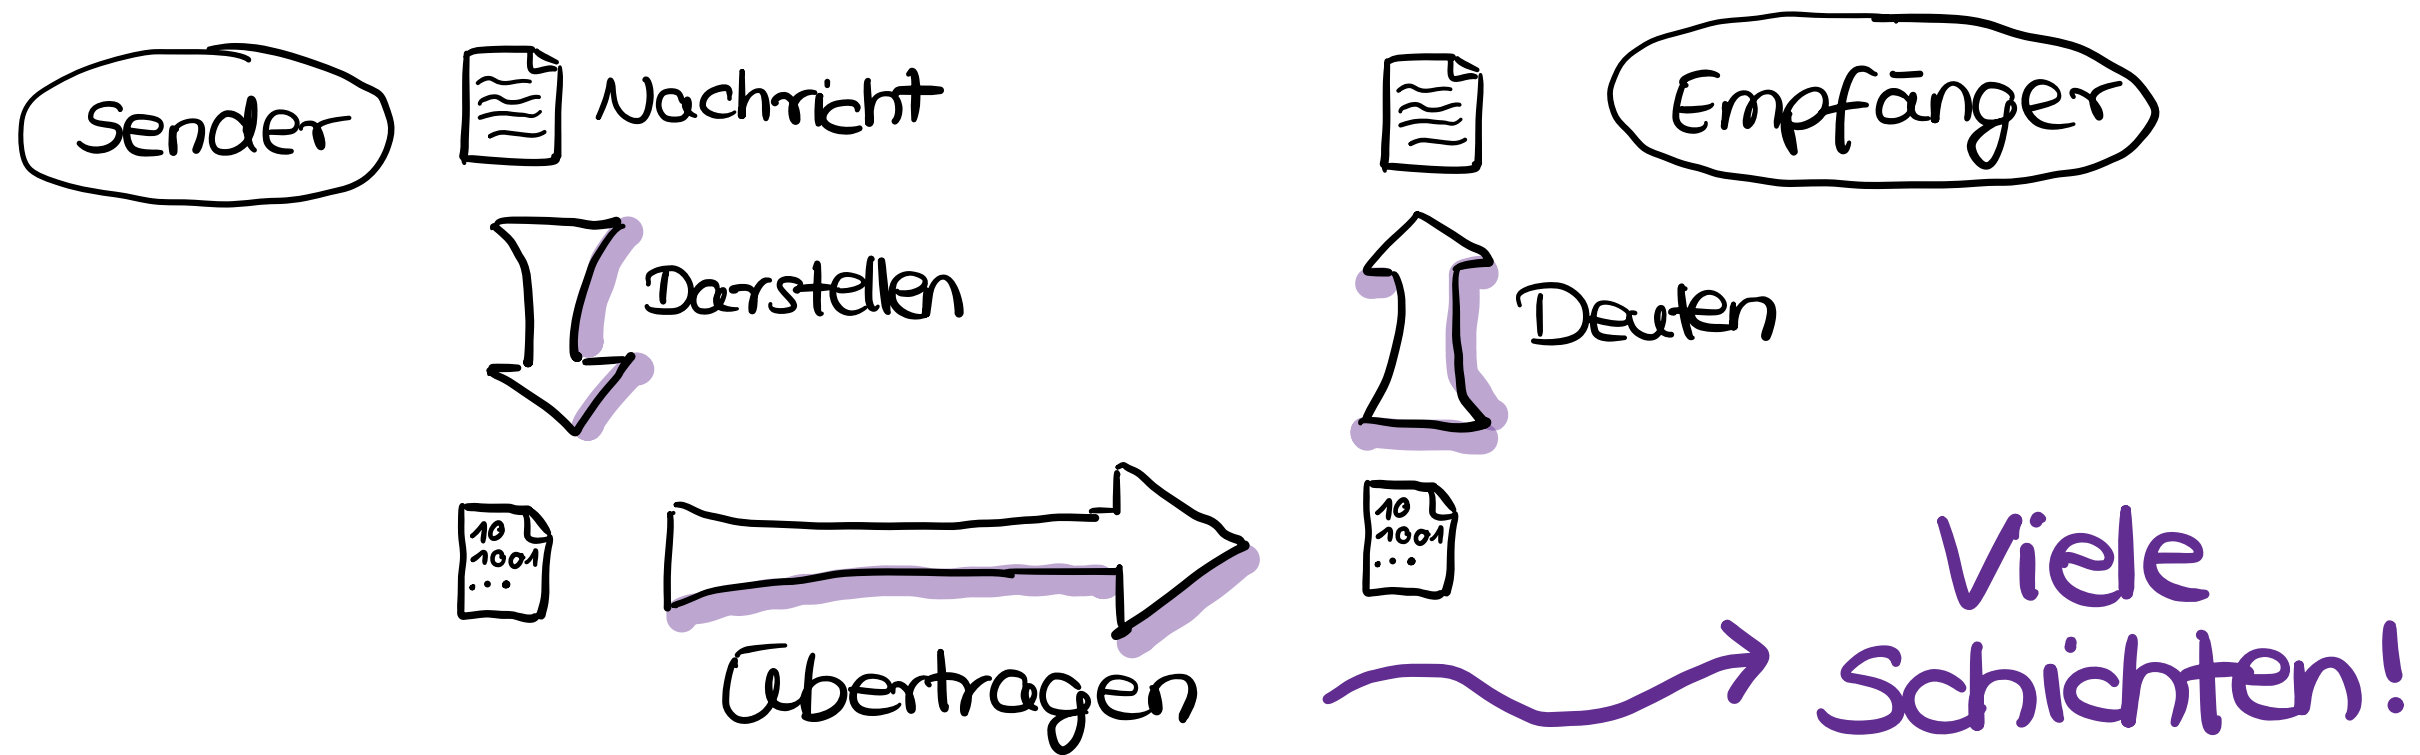 Sender
Nachricht
Empfänger
Darstellen
Deuten
10
1001
...
10
1001
...
Übertragen
Viele
Schichten!